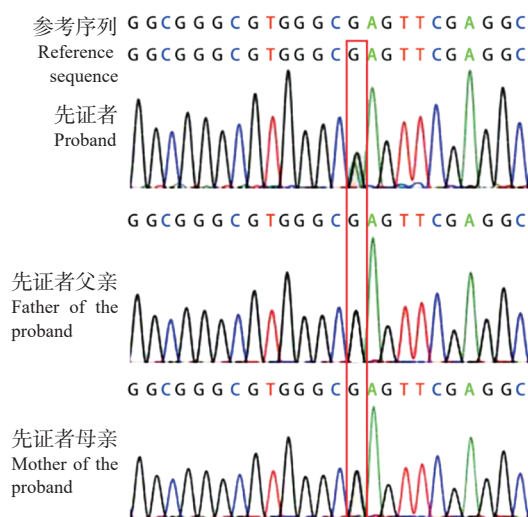 参考序列 G G C G G G C G T G G G C G A G T T C G A G G C
Reference sequence G G C G G G C G T G G G C G A G T T C G A G G C
先证者
Proband
G G C G G G C G T G G G C G A G T T C G A G G C
先证者父亲
Father of the
proband
G G C G G G C G T G G G C G A G T T C G A G G C
先证者母亲
Mother of the
proband